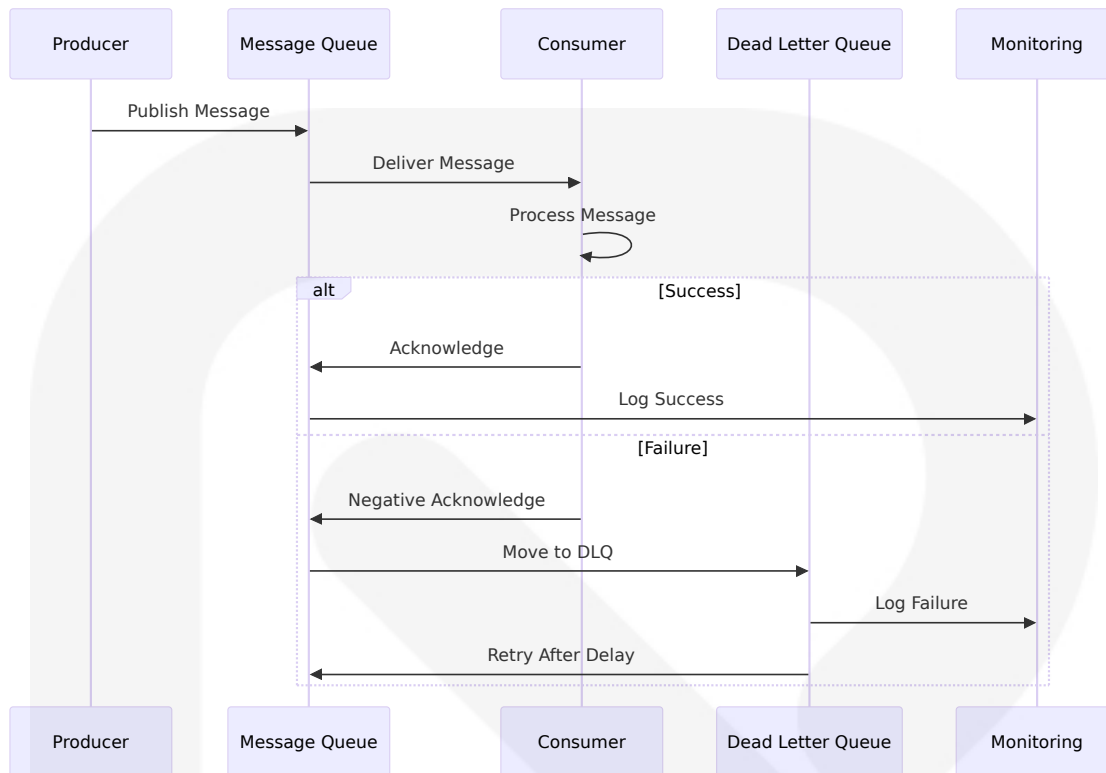 Producer
Message Queue
Consumer
Dead Letter Queue
Monitoring
Publish Message
Deliver Message
Process Message
alt
[Success]
Acknowledge
Log Success
[Failure]
Negative Acknowledge
Move to DLQ
Log Failure
Retry After Delay
Producer
Message Queue
Consumer
Dead Letter Queue
Monitoring